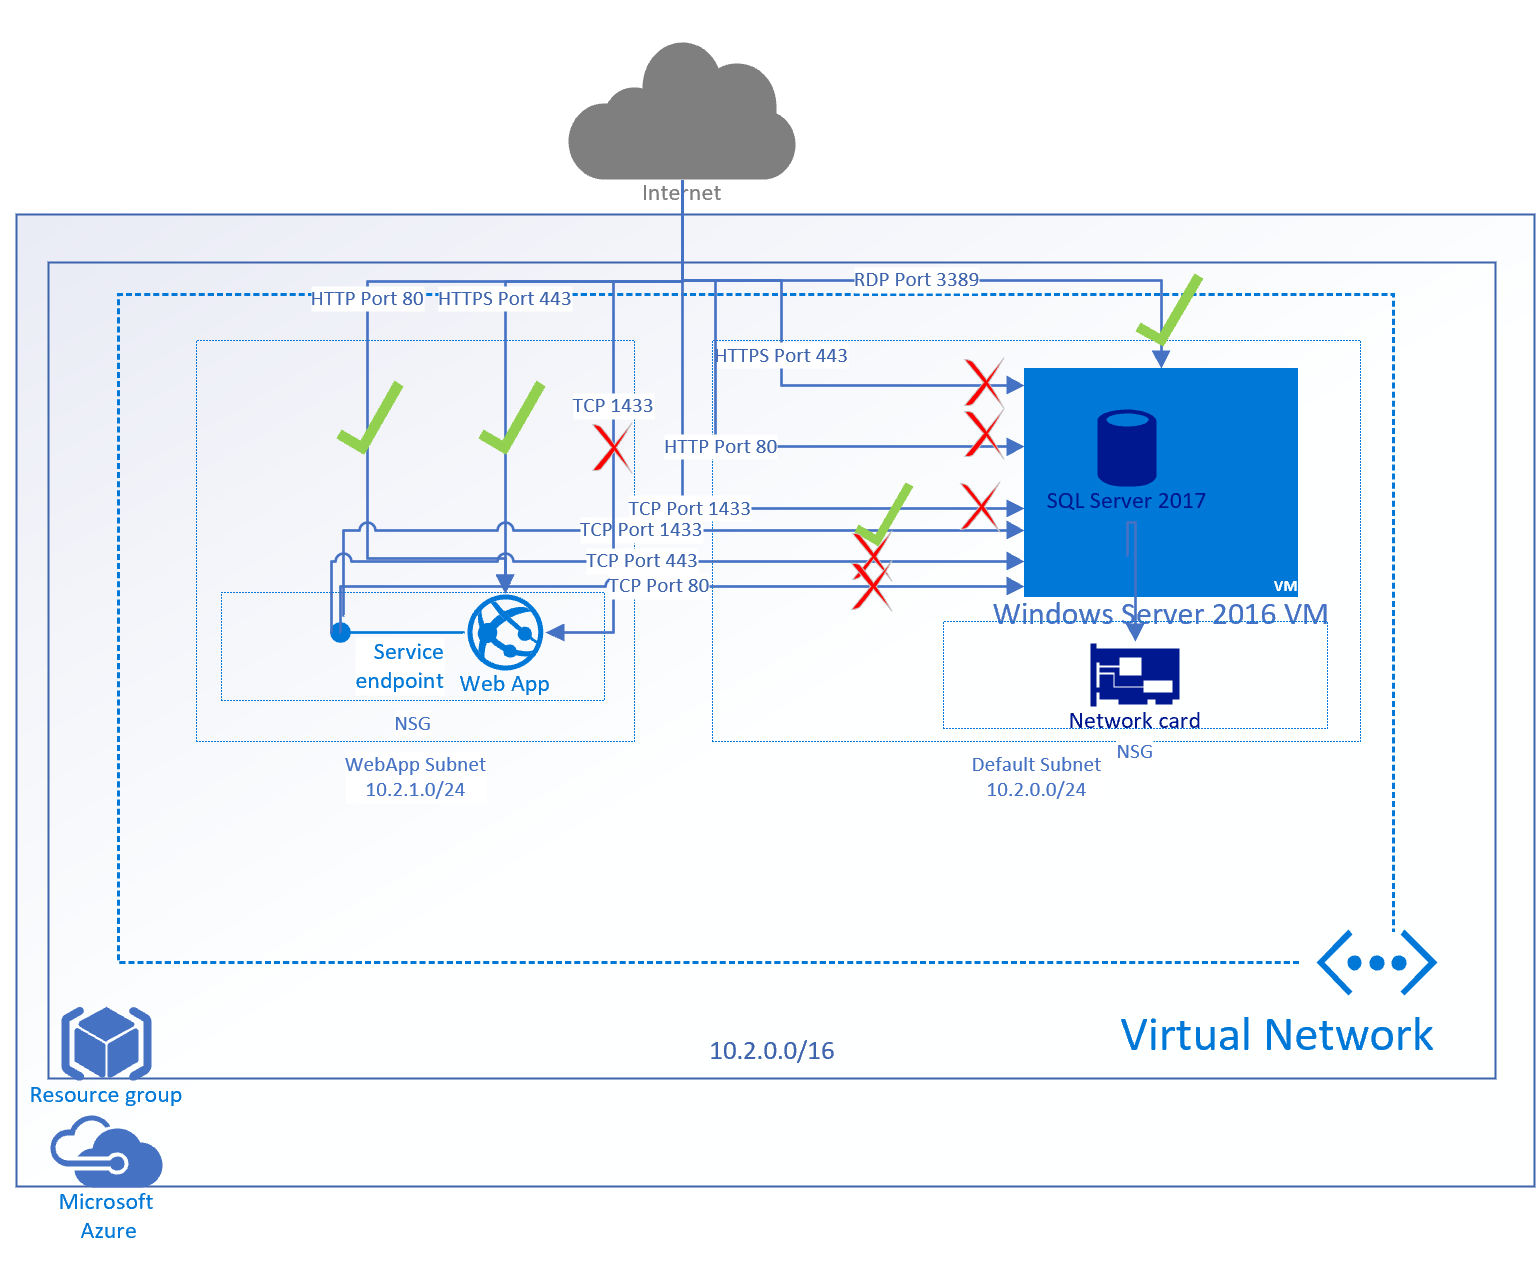 Internet
RDP Port 3389
HTTP Port 80
HTTPS Port 443
HTTPS Port 443
TCP 1433
HTTP Port 80
SQL Server 2017
TCP Port 1433
TCP Port 1433
TCP Port 443
TCP Port 80
VM
Windows Server 2016 VM
Service
endpoint
Web App
Network card
NSG
NSG
WebApp Subnet
10.2.1.0/24
Default Subnet
10.2.0.0/24
Virtual Network
10.2.0.0/16
Resource group
Microsoft
Azure